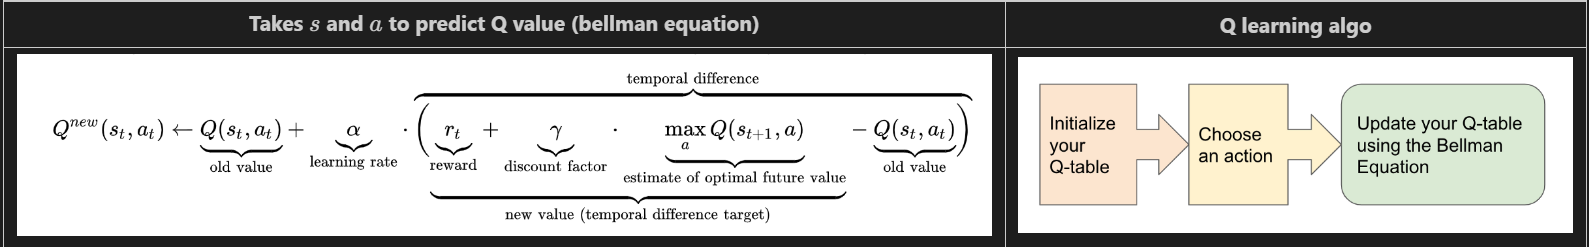 Takes s and a to predict Q value (bellman equation)
temporal difference
Q^{new}(s_t, a_t) ← Q(s_t, a_t) + α · ( r_t + γ · max_a Q(s_{t+1}, a) − Q(s_t, a_t) )
old value
learning rate
reward
discount factor
estimate of optimal future value
old value
new value (temporal difference target)
Q learning algo
Initialize
your
Q-table
Choose
an action
Update your Q-table
using the Bellman
Equation